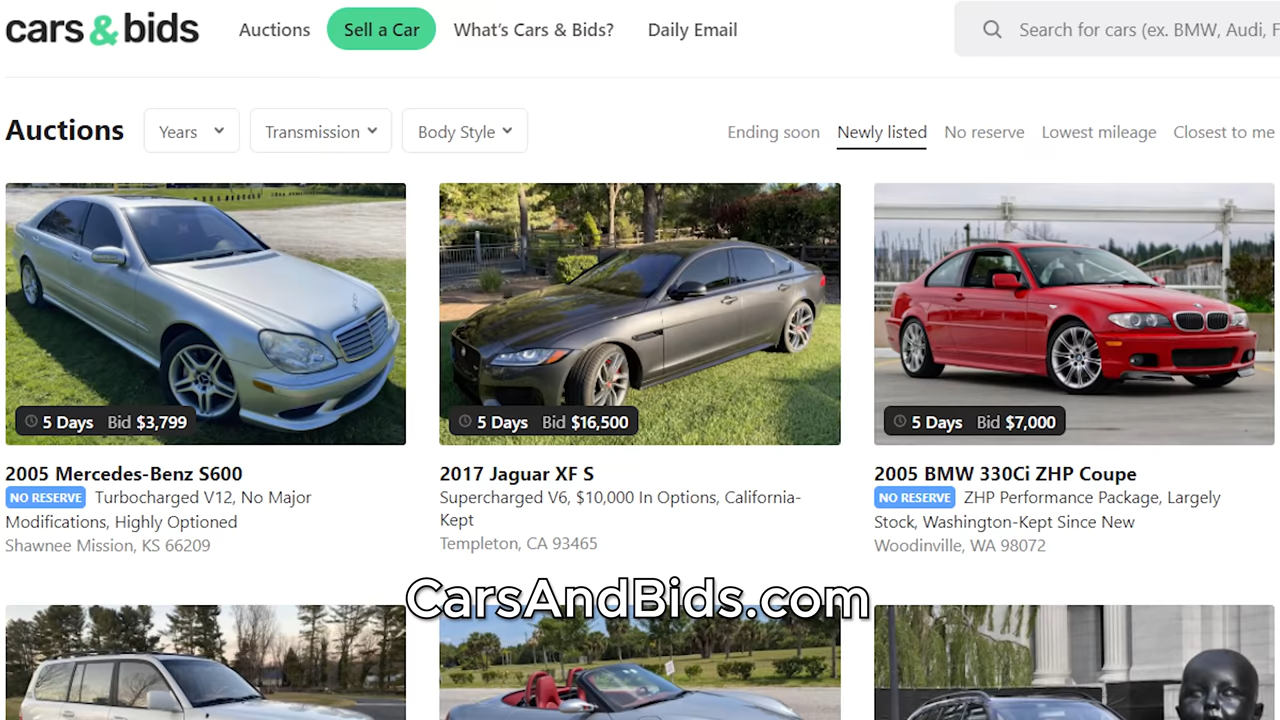 cars & bids
Auctions
Sell a Car
What's Cars & Bids?
Daily Email
Search for cars (ex. BMW, Audi, F
Auctions
Years
Transmission
Body Style
Ending soon
Newly listed
No reserve
Lowest mileage
Closest to me
5 Days Bid $3,799
5 Days Bid $16,500
5 Days Bid $7,000
2005 Mercedes-Benz S600
NO RESERVE Turbocharged V12, No Major
Modifications, Highly Optioned
Shawnee Mission, KS 66209
2017 Jaguar XF S
Supercharged V6, $10,000 In Options, California-
Kept
Templeton, CA 93465
2005 BMW 330Ci ZHP Coupe
NO RESERVE ZHP Performance Package, Largely
Stock, Washington-Kept Since New
Woodinville, WA 98072
CarsAndBids.com